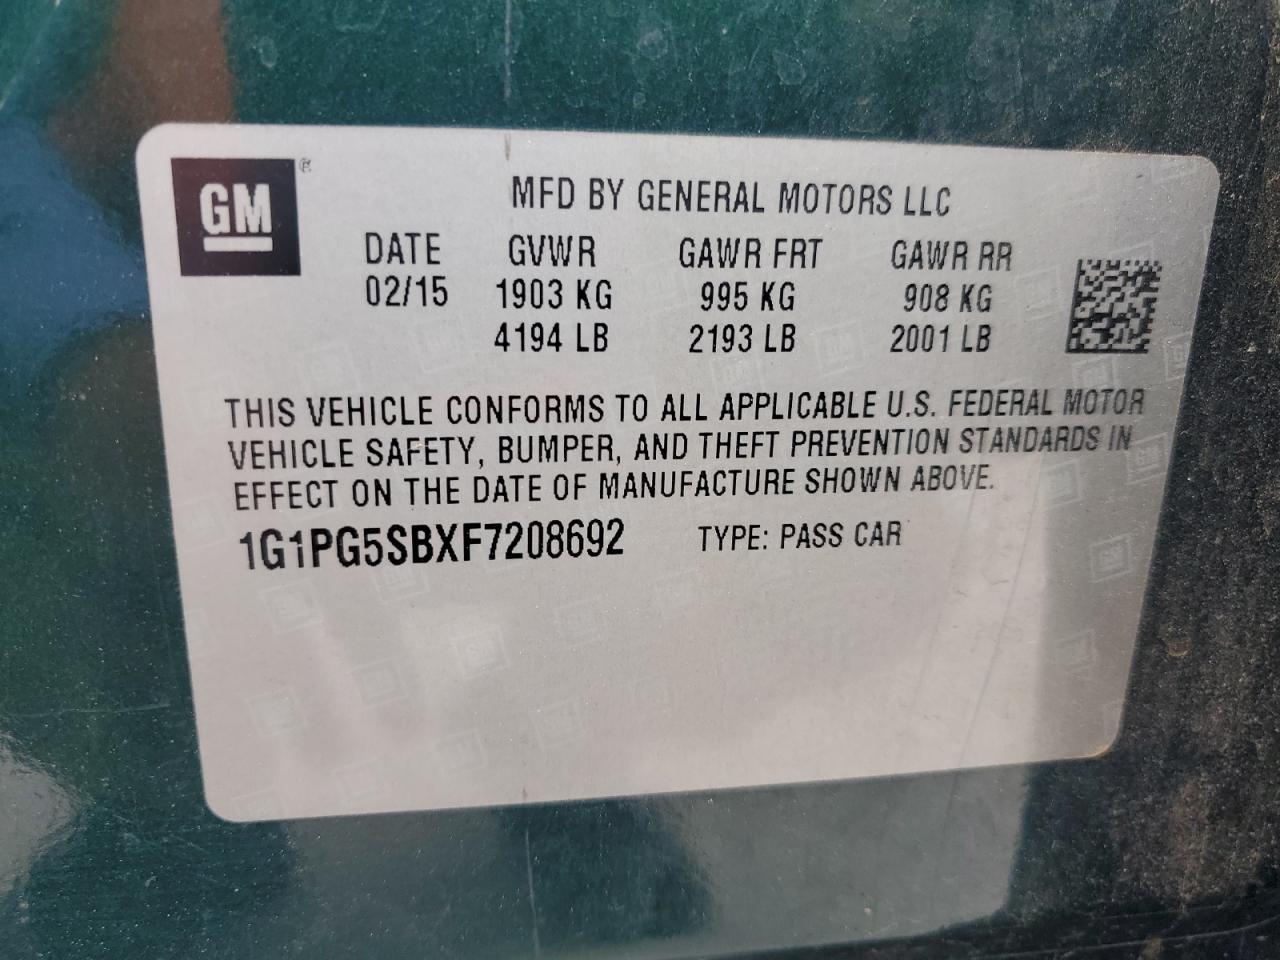 GM ®
MFD BY GENERAL MOTORS LLC
DATE GVWR GAWR FRT GAWR RR
02/15 1903 KG 995 KG 908 KG
4194 LB 2193 LB 2001 LB
THIS VEHICLE CONFORMS TO ALL APPLICABLE U.S. FEDERAL MOTOR
VEHICLE SAFETY, BUMPER, AND THEFT PREVENTION STANDARDS IN
EFFECT ON THE DATE OF MANUFACTURE SHOWN ABOVE.
1G1PG5SBXF7208692 TYPE: PASS CAR